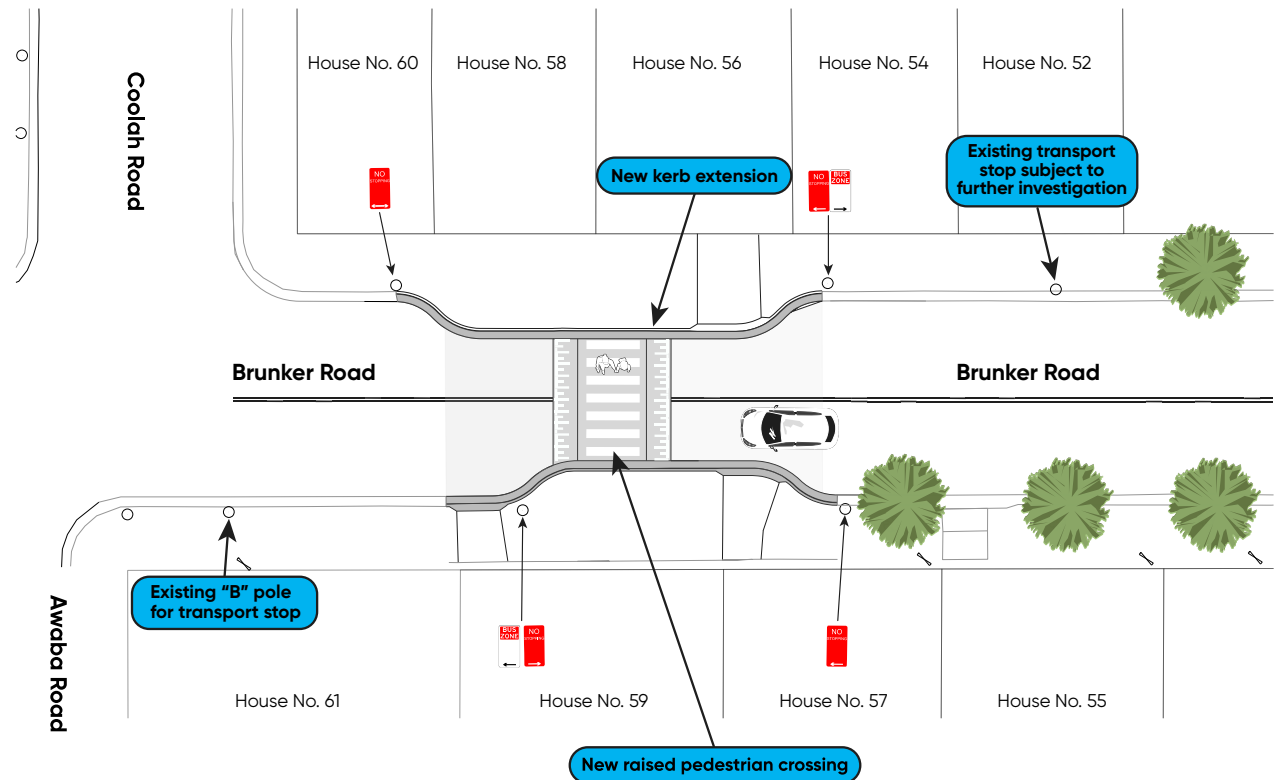 House No. 60
House No. 58
House No. 56
House No. 54
House No. 52
Coolah Road
Existing transport
stop subject to
further investigation
New kerb extension
NO
STOPPING
NO
STOPPING
BUS
ZONE
Brunker Road
Brunker Road
Existing “B” pole
for transport stop
Awaba Road
BUS
ZONE
NO
STOPPING
NO
STOPPING
House No. 61
House No. 59
House No. 57
House No. 55
New raised pedestrian crossing